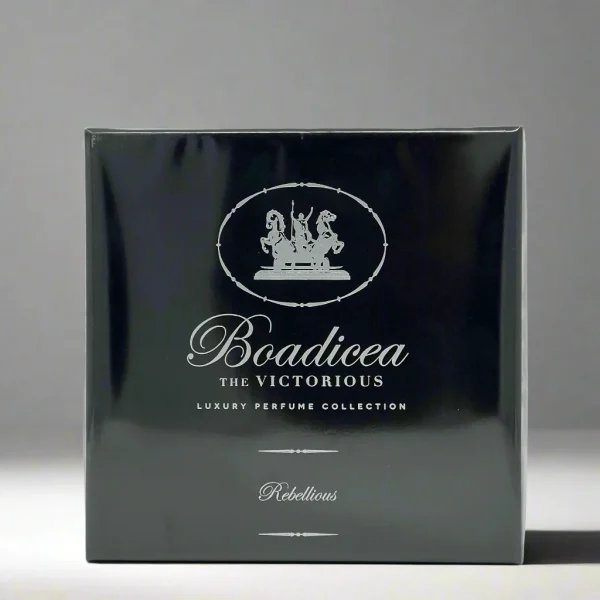 Boadicea
THE VICTORIOUS
LUXURY PERFUME COLLECTION
Rebellious